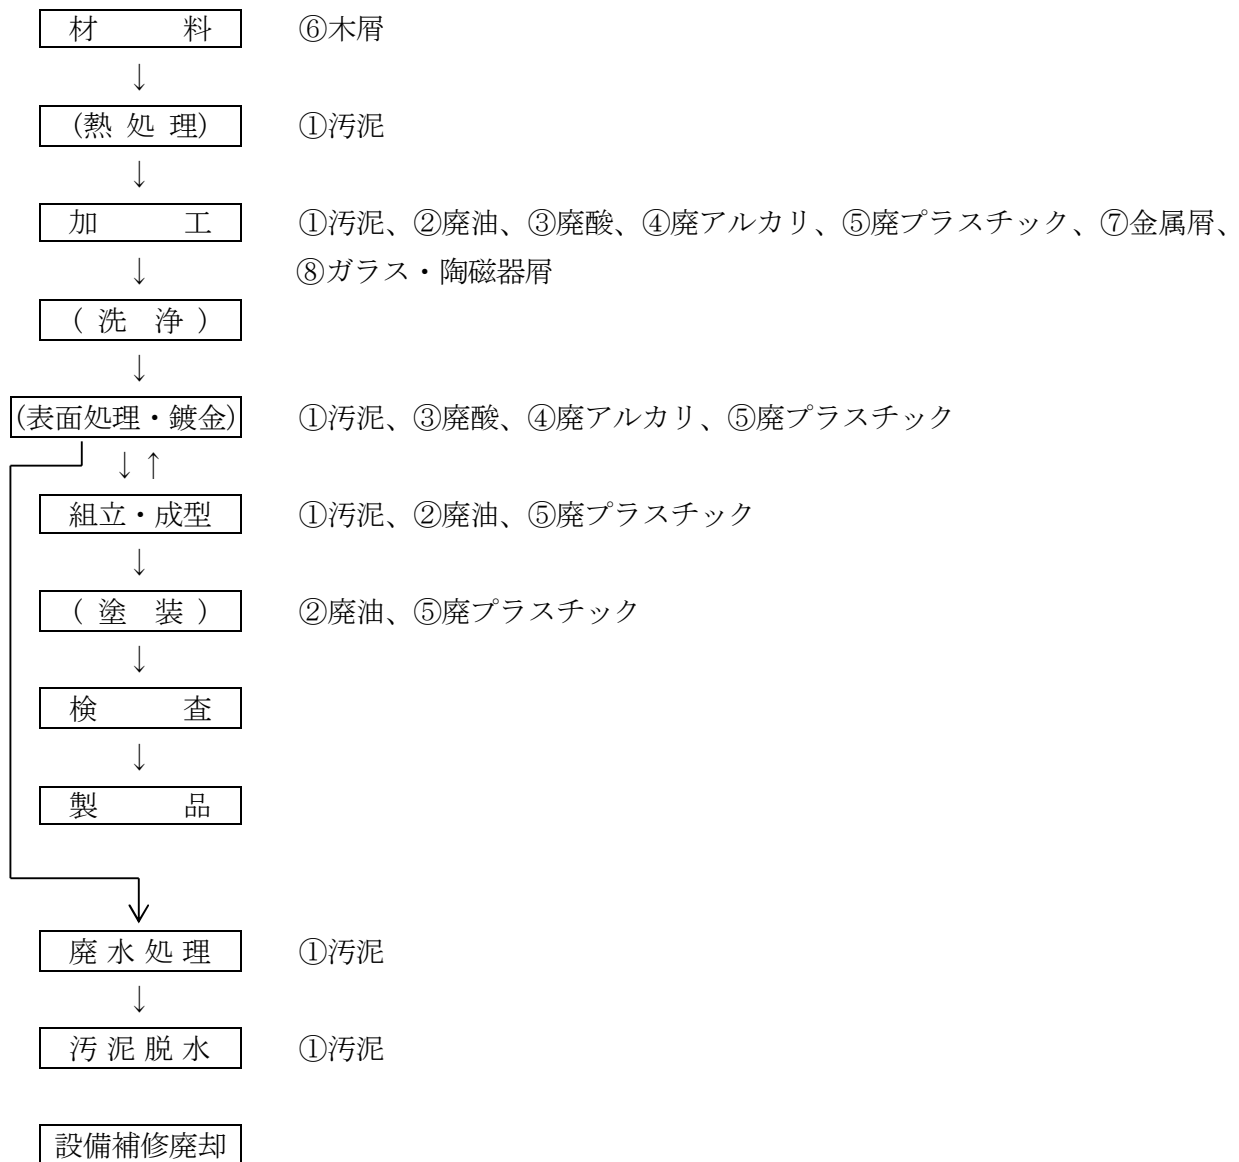 材 料 ⑥木屑
↓
(熱 処 理) ①汚泥
↓
加 工 ①汚泥、②廃油、③廃酸、④廃アルカリ、⑤廃プラスチック、⑦金属屑、
↓ ⑧ガラス・陶磁器屑
( 洗 浄 )
↓
(表面処理・鍍金) ①汚泥、③廃酸、④廃アルカリ、⑤廃プラスチック
↓↑
組立・成型 ①汚泥、②廃油、⑤廃プラスチック
↓
( 塗 装 ) ②廃油、⑤廃プラスチック
↓
検 査
↓
製 品
廃 水 処 理 ①汚泥
↓
汚 泥 脱 水 ①汚泥
設備補修廃却